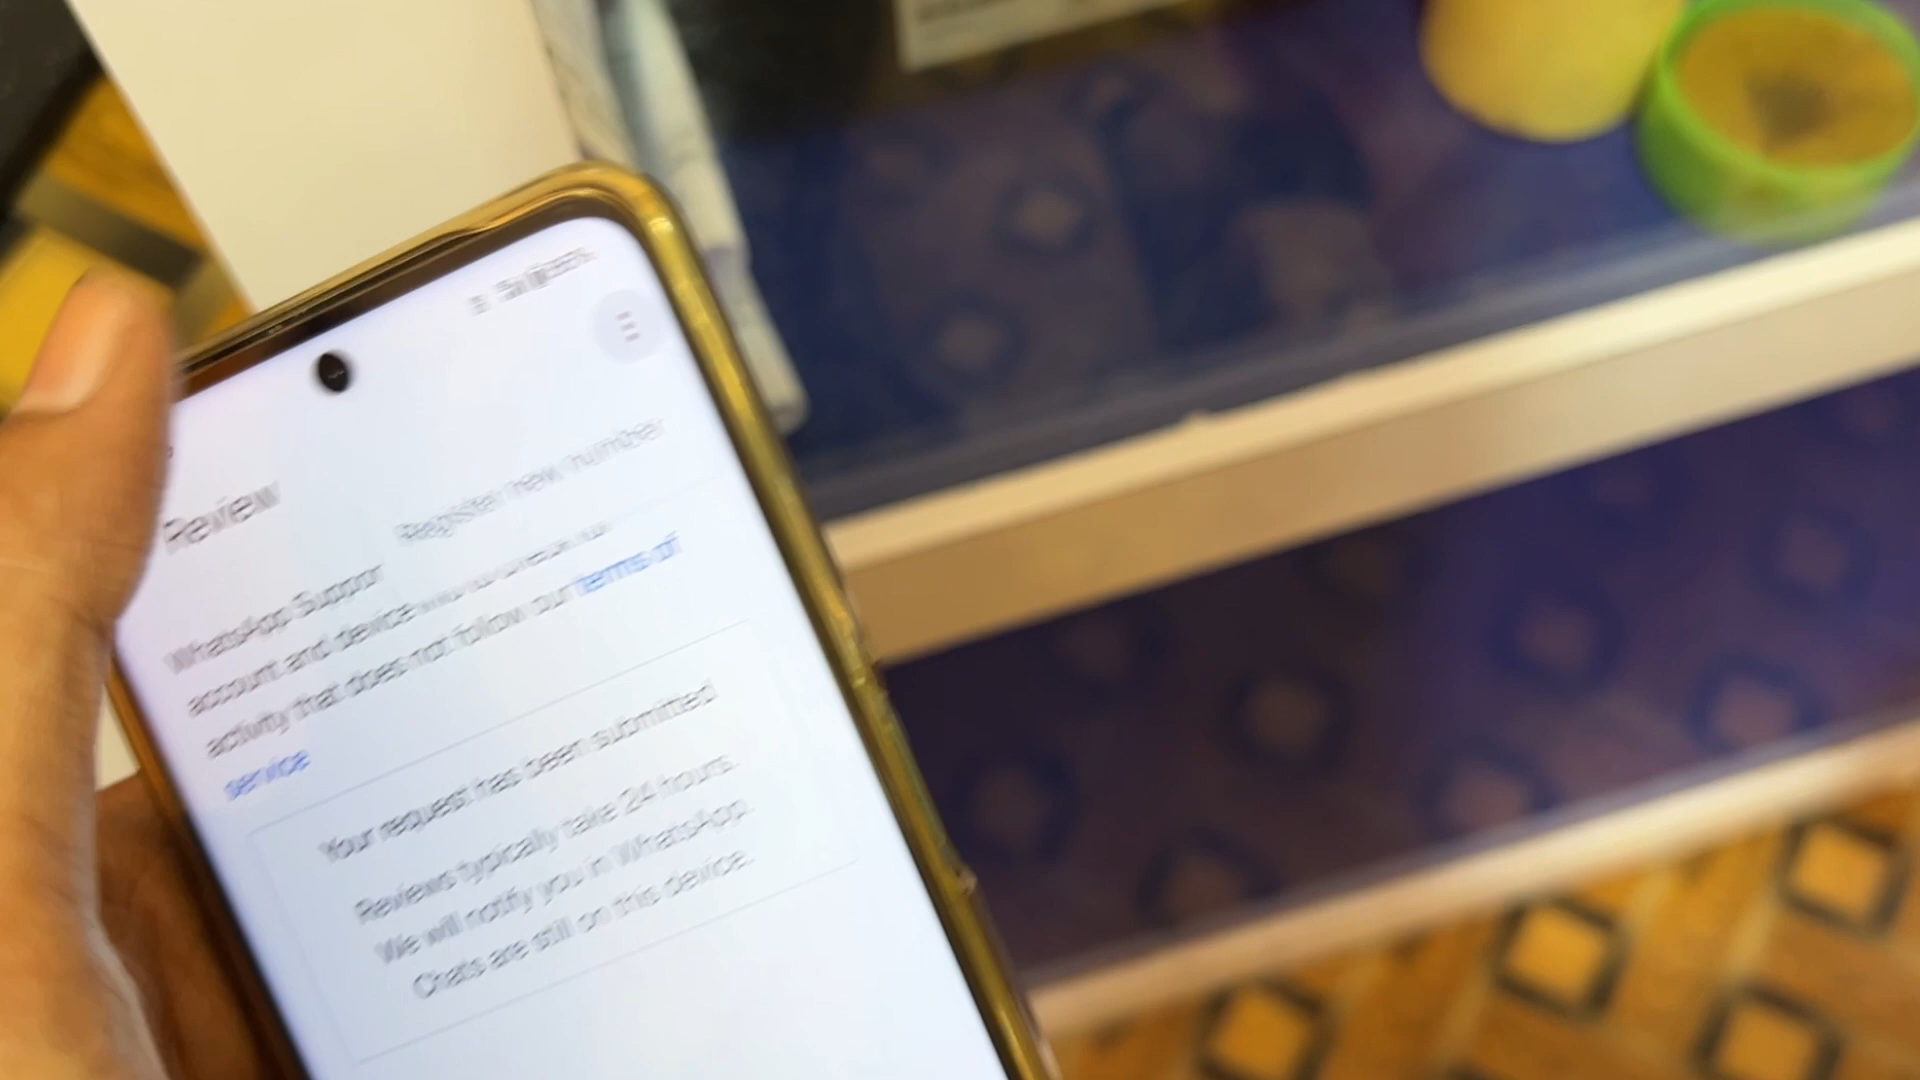 Review
Register new number
WhatsApp Suppor
account and device
activity that does not follow our terms of
service
Your request has been submitted
Reviews typically take 24 hours.
We will notify you in WhatsApp.
Chats are still on this device.